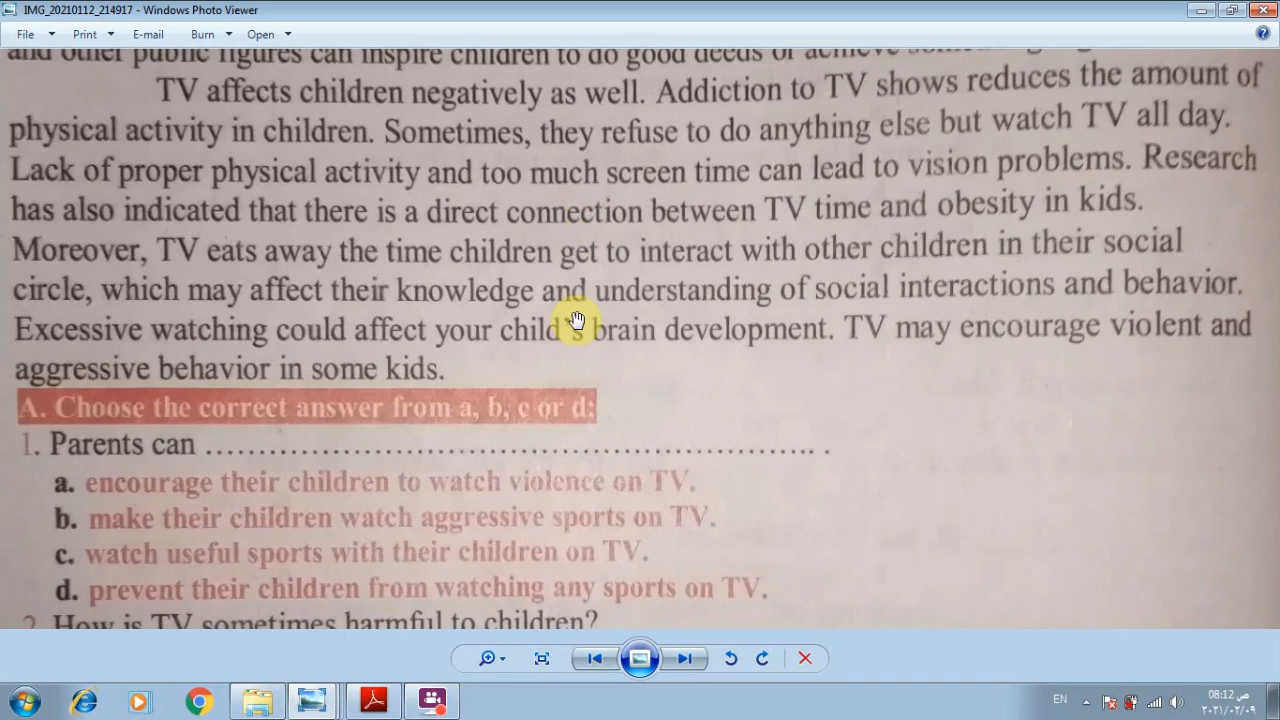 IMG_20210112_214917 - Windows Photo Viewer
File Print E-mail Burn Open
and other public figures can inspire children to do good deeds or achieve
TV affects children negatively as well. Addiction to TV shows reduces the amount of
physical activity in children. Sometimes, they refuse to do anything else but watch TV all day.
Lack of proper physical activity and too much screen time can lead to vision problems. Research
has also indicated that there is a direct connection between TV time and obesity in kids.
Moreover, TV eats away the time children get to interact with other children in their social
circle, which may affect their knowledge and understanding of social interactions and behavior.
Excessive watching could affect your child's brain development. TV may encourage violent and
aggressive behavior in some kids.
A. Choose the correct answer from a, b, c or d:
1. Parents can ........................................................... .
a. encourage their children to watch violence on TV.
b. make their children watch aggressive sports on TV.
c. watch useful sports with their children on TV.
d. prevent their children from watching any sports on TV.
2. How is TV sometimes harmful to children?
EN
08:12 ص
٢٠٢١/٠٢/٠٩